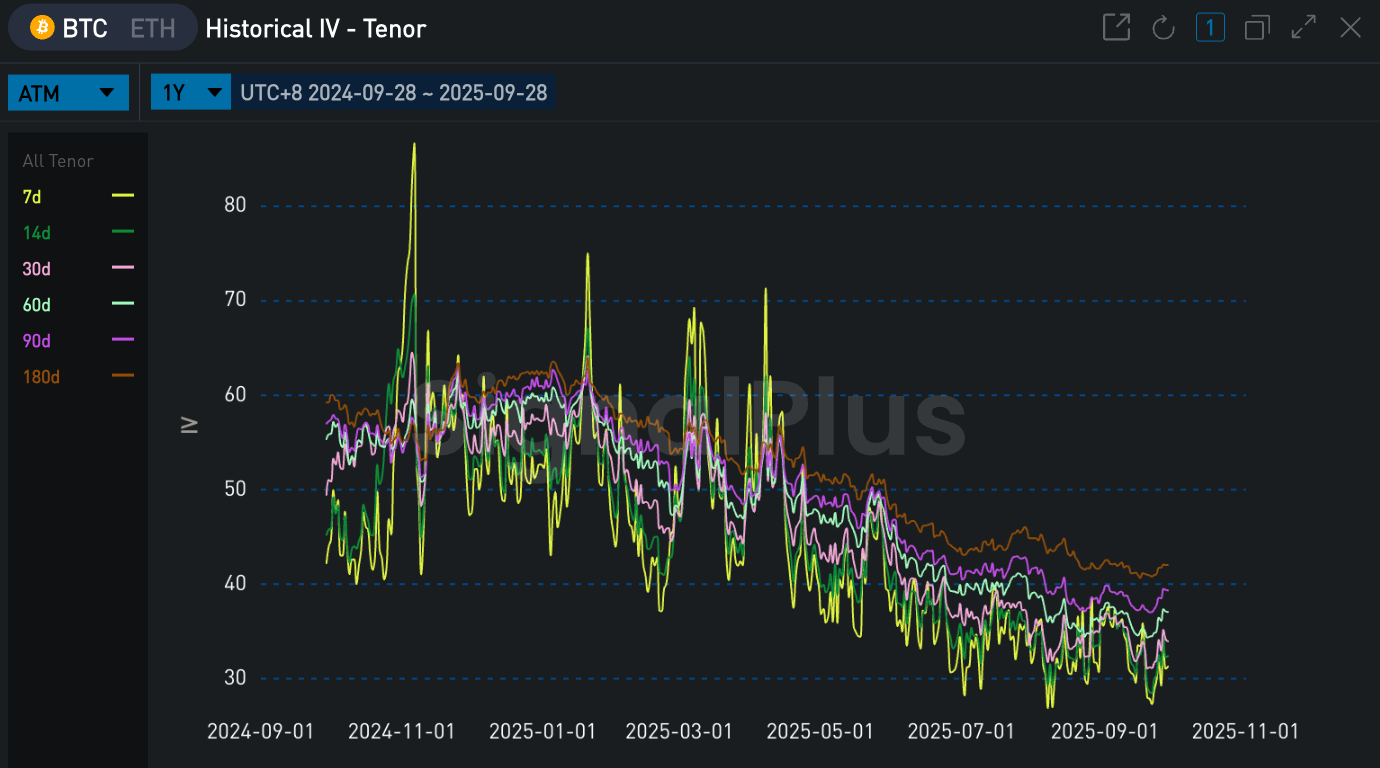 BTC ETH Historical IV - Tenor 1
ATM 1Y UTC+8 2024-09-28 ~ 2025-09-28
All Tenor
7d
14d
30d
60d
90d
180d
80
70
60
50
40
30
IV
SignalPlus
2024-09-01 2024-11-01 2025-01-01 2025-03-01 2025-05-01 2025-07-01 2025-09-01 2025-11-01